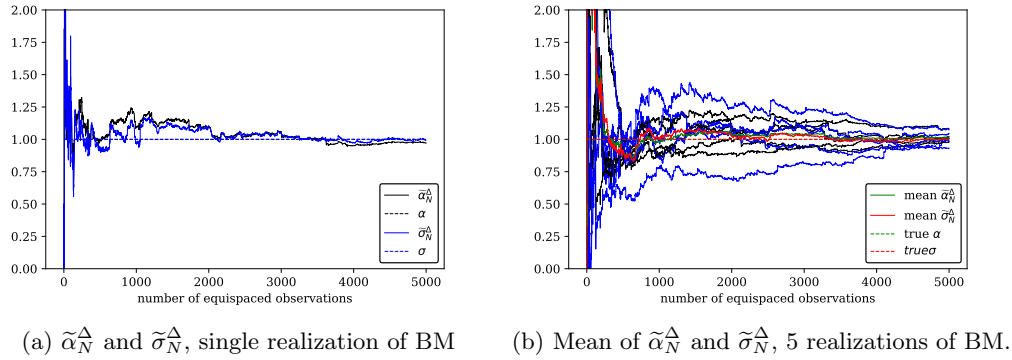 2.00
1.75
1.50
1.25
1.00
0.75
0.50
0.25
0.00
0 1000 2000 3000 4000 5000
number of equispaced observations
α̃_N^Δ
α
σ̃_N^Δ
σ
(a) α̃_N^Δ and σ̃_N^Δ, single realization of BM
2.00
1.75
1.50
1.25
1.00
0.75
0.50
0.25
0.00
0 1000 2000 3000 4000 5000
number of equispaced observations
mean α̃_N^Δ
mean σ̃_N^Δ
true α
trueσ
(b) Mean of α̃_N^Δ and σ̃_N^Δ, 5 realizations of BM.